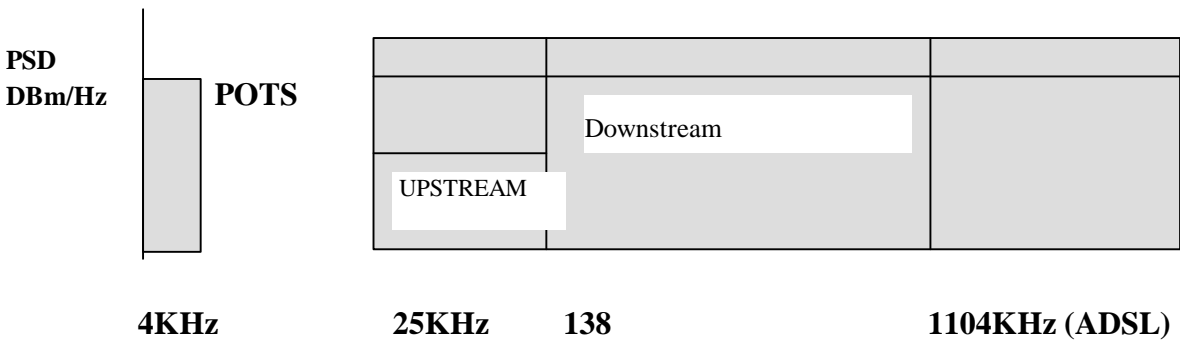 PSD
DBm/Hz
POTS
Downstream
UPSTREAM
4KHz 25KHz 138 1104KHz (ADSL)